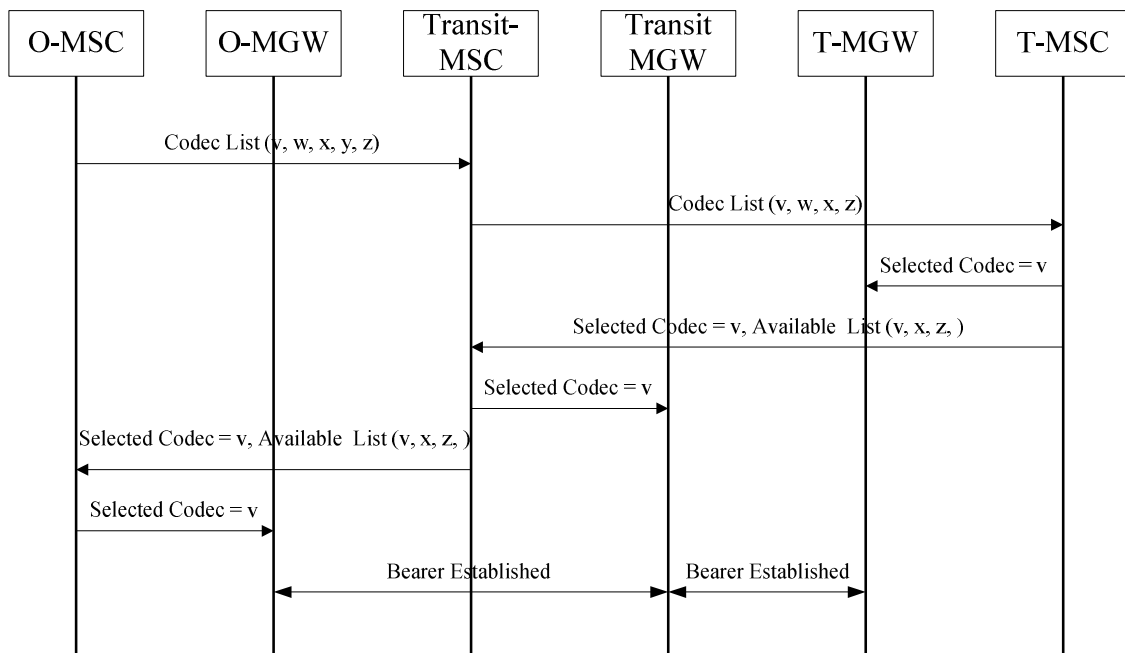 O-MSC
O-MGW
Transit-
MSC
Transit
MGW
T-MGW
T-MSC
Codec List (v, w, x, y, z)
Codec List (v, w, x, z)
Selected Codec = v
Selected Codec = v, Available List (v, x, z, )
Selected Codec = v
Selected Codec = v, Available List (v, x, z, )
Selected Codec = v
Bearer Established
Bearer Established